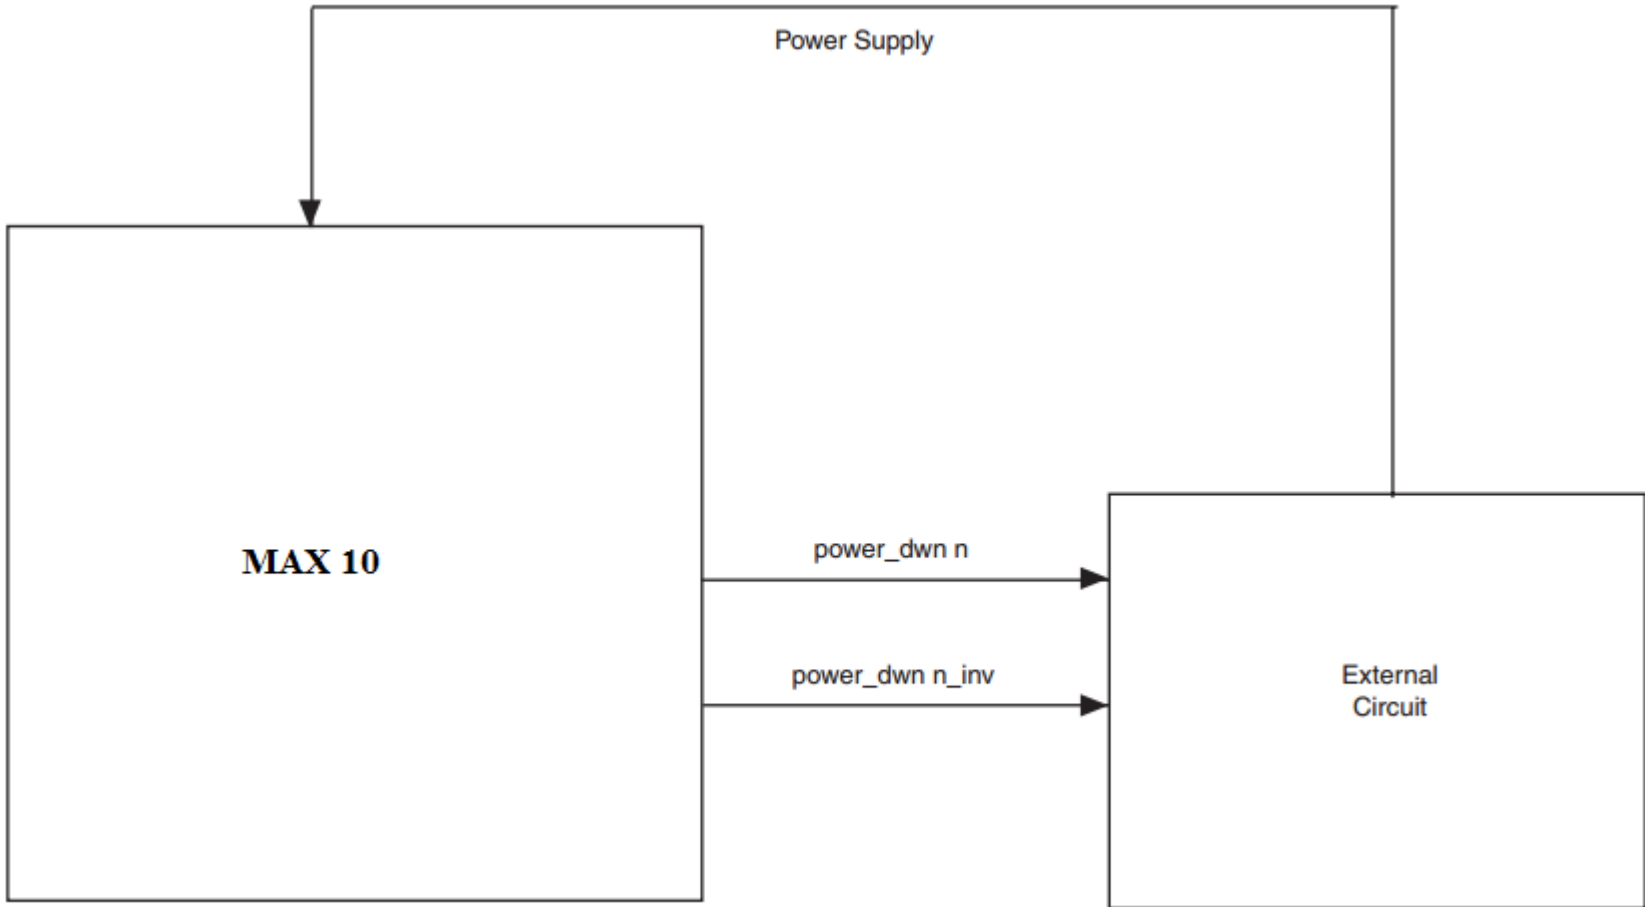 Power Supply
MAX 10
power_dwn n
power_dwn n_inv
External
Circuit